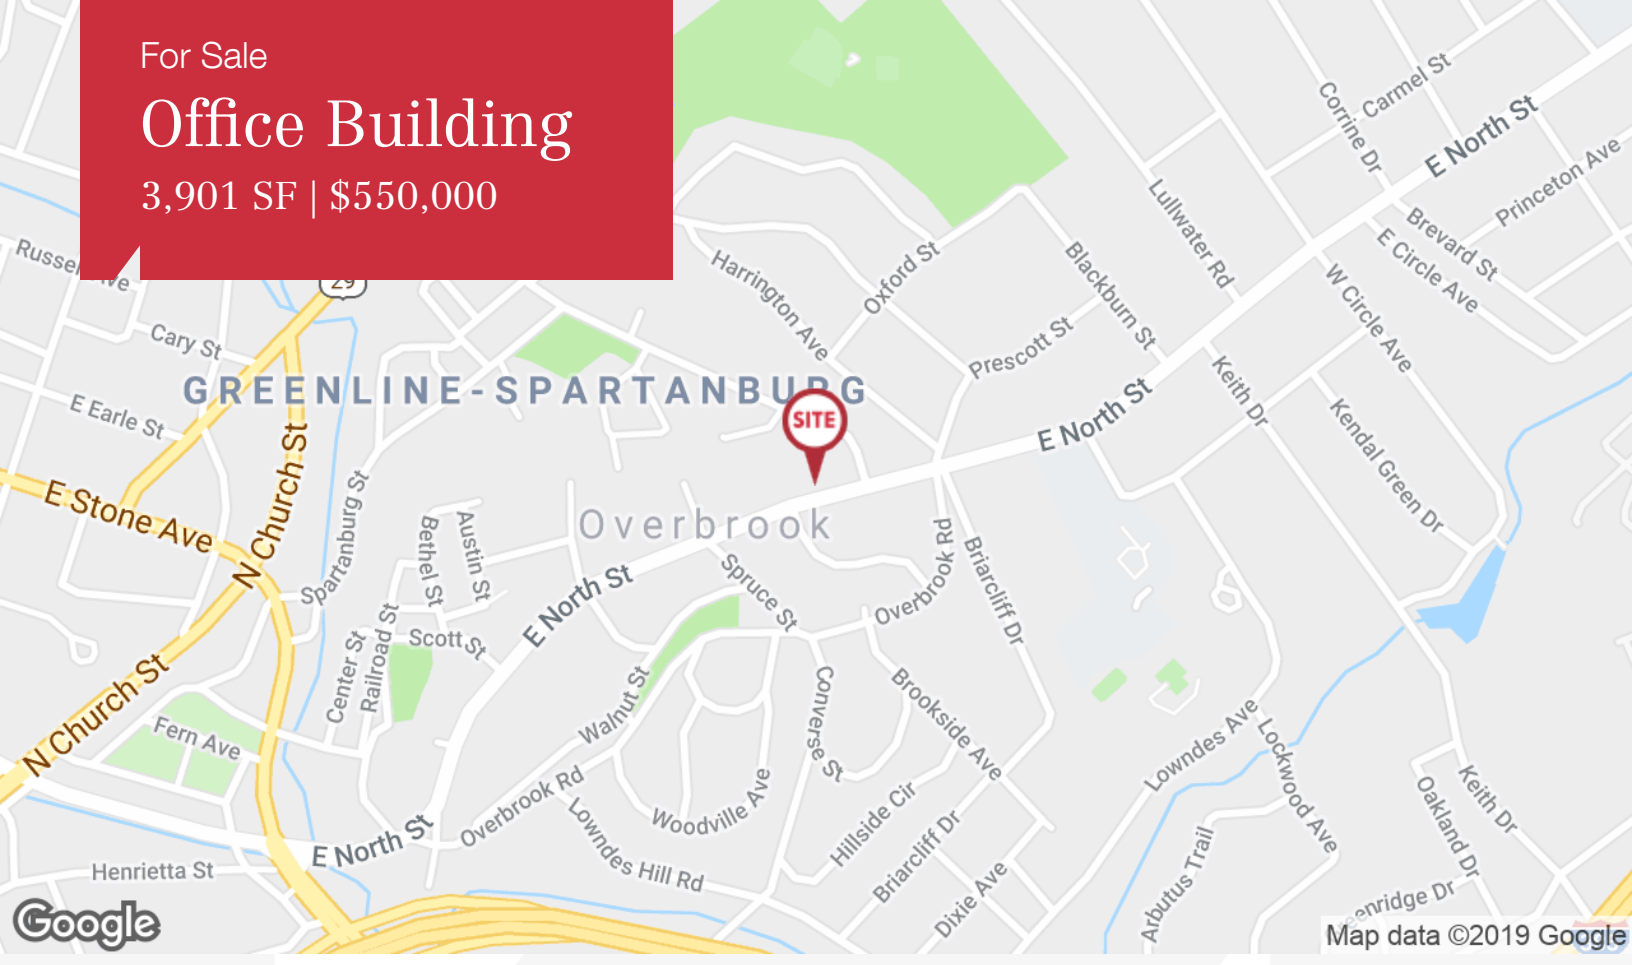 For Sale
Office Building
3,901 SF | $550,000
Carmel St
Corrine Dr
E North St
Princeton Ave
Lullwater Rd
Brevard St
E Circle Ave
Harrington Ave
Oxford St
Blackburn St
W Circle Ave
29
Cary St
Prescott St
GREENLINE-SPARTANBURG
Keith Dr
E Earle St
SITE
E North St
Kendal Green Dr
E Stone Ave
N Church St
Spartanburg St
Bethel St
Austin St
Overbrook
Overbrook Rd
Briarcliff Dr
E North St
Spruce St
Scott St
Center St
Railroad St
Walnut St
Converse St
Brookside Ave
N Church St
Fern Ave
Lowndes Ave
Lockwood Ave
Overbrook Rd
Woodville Ave
Hillside Cir
Briarcliff Dr
Keith Dr
Oakland Dr
E North St
Lowndes Hill Rd
Henrietta St
Dixie Ave
Arbutus Trail
Google
Map data ©2019 Google